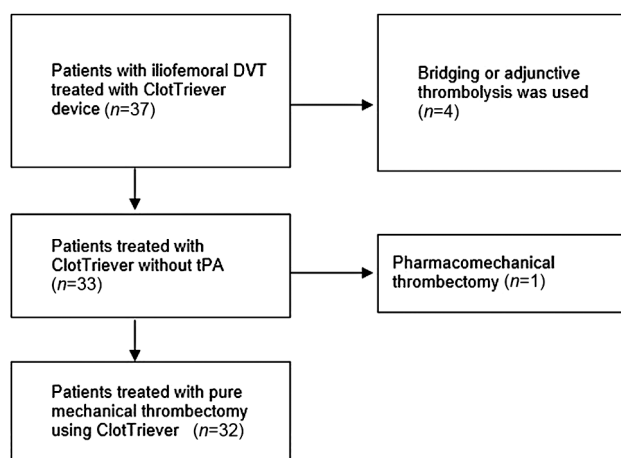 Patients with iliofemoral DVT
treated with ClotTriever
device (n=37)
Bridging or adjunctive
thrombolysis was used
(n=4)
Patients treated with
ClotTriever without tPA
(n=33)
Pharmacomechanical
thrombectomy (n=1)
Patients treated with pure
mechanical thrombectomy
using ClotTriever (n=32)